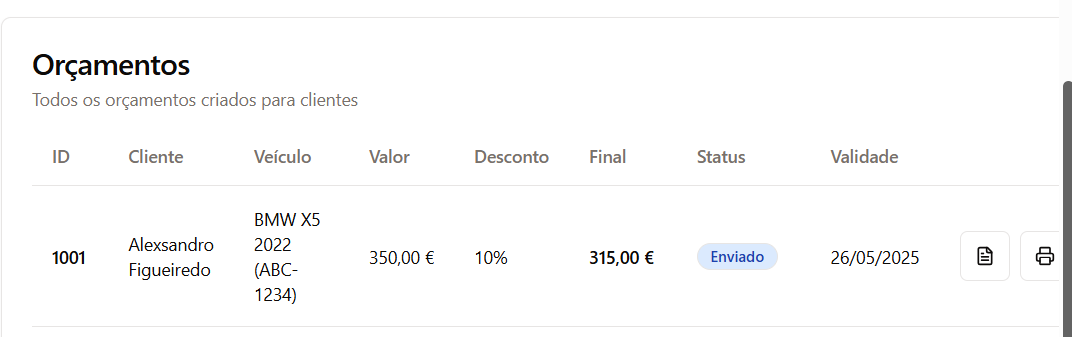 Orçamentos
Todos os orçamentos criados para clientes
ID Cliente Veículo Valor Desconto Final Status Validade
1001 Alexsandro Figueiredo BMW X5 2022 (ABC-1234) 350,00 € 10% 315,00 € Enviado 26/05/2025